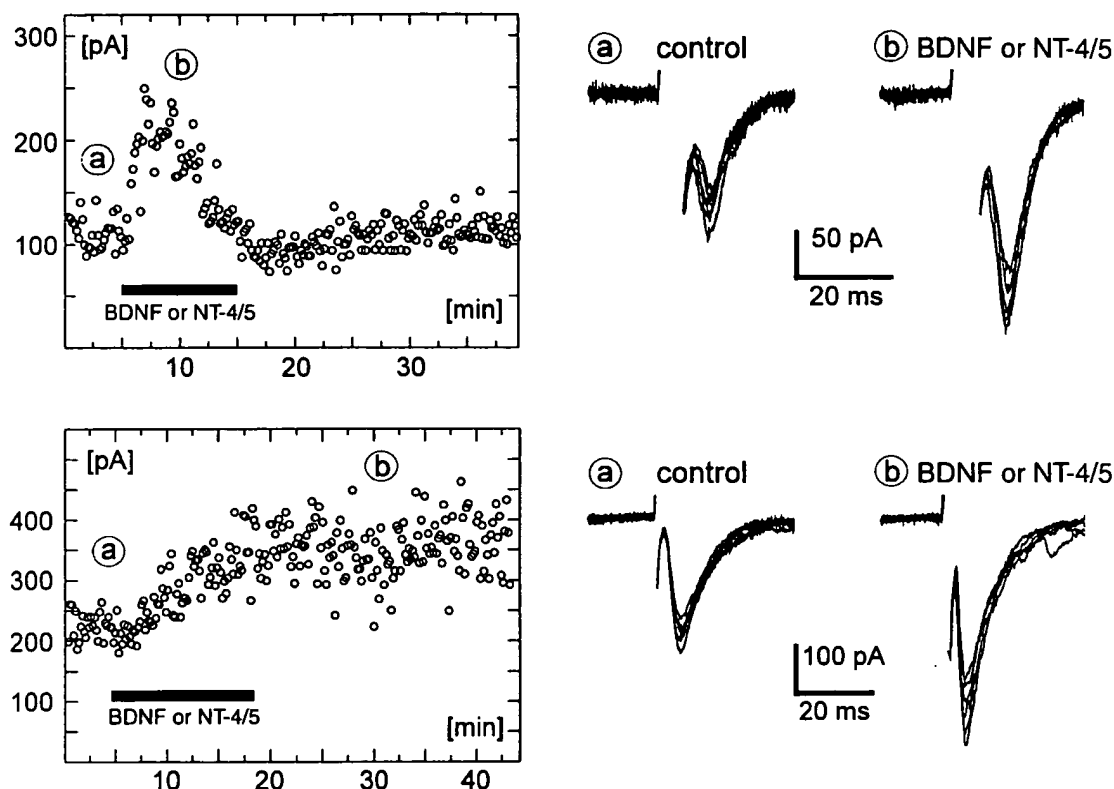 300
[pA]
ⓑ
200
ⓐ
100
BDNF or NT-4/5
[min]
10
20
30
ⓐ control
ⓑ BDNF or NT-4/5
50 pA
20 ms
[pA]
ⓑ
400
ⓐ
300
200
100
BDNF or NT-4/5
[min]
10
20
30
40
ⓐ control
ⓑ BDNF or NT-4/5
100 pA
20 ms